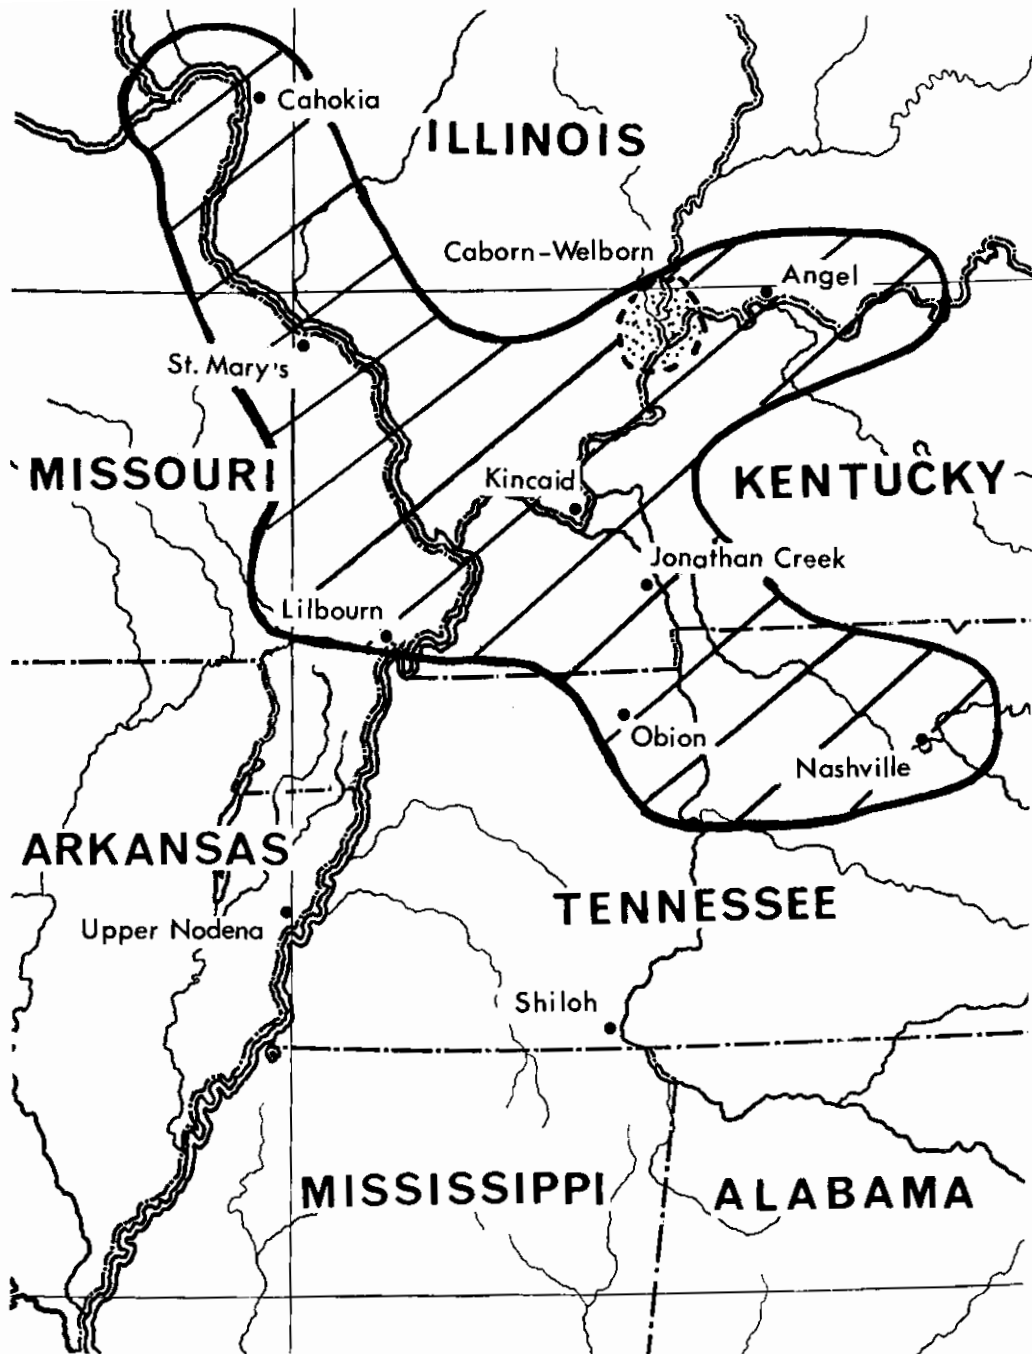 Cahokia
ILLINOIS
Caborn-Welborn
Angel
St. Mary's
MISSOURI
Kincaid
KENTUCKY
Jonathan Creek
Lilbourn
Obion
Nashville
ARKANSAS
TENNESSEE
Upper Nodena
Shiloh
MISSISSIPPI
ALABAMA